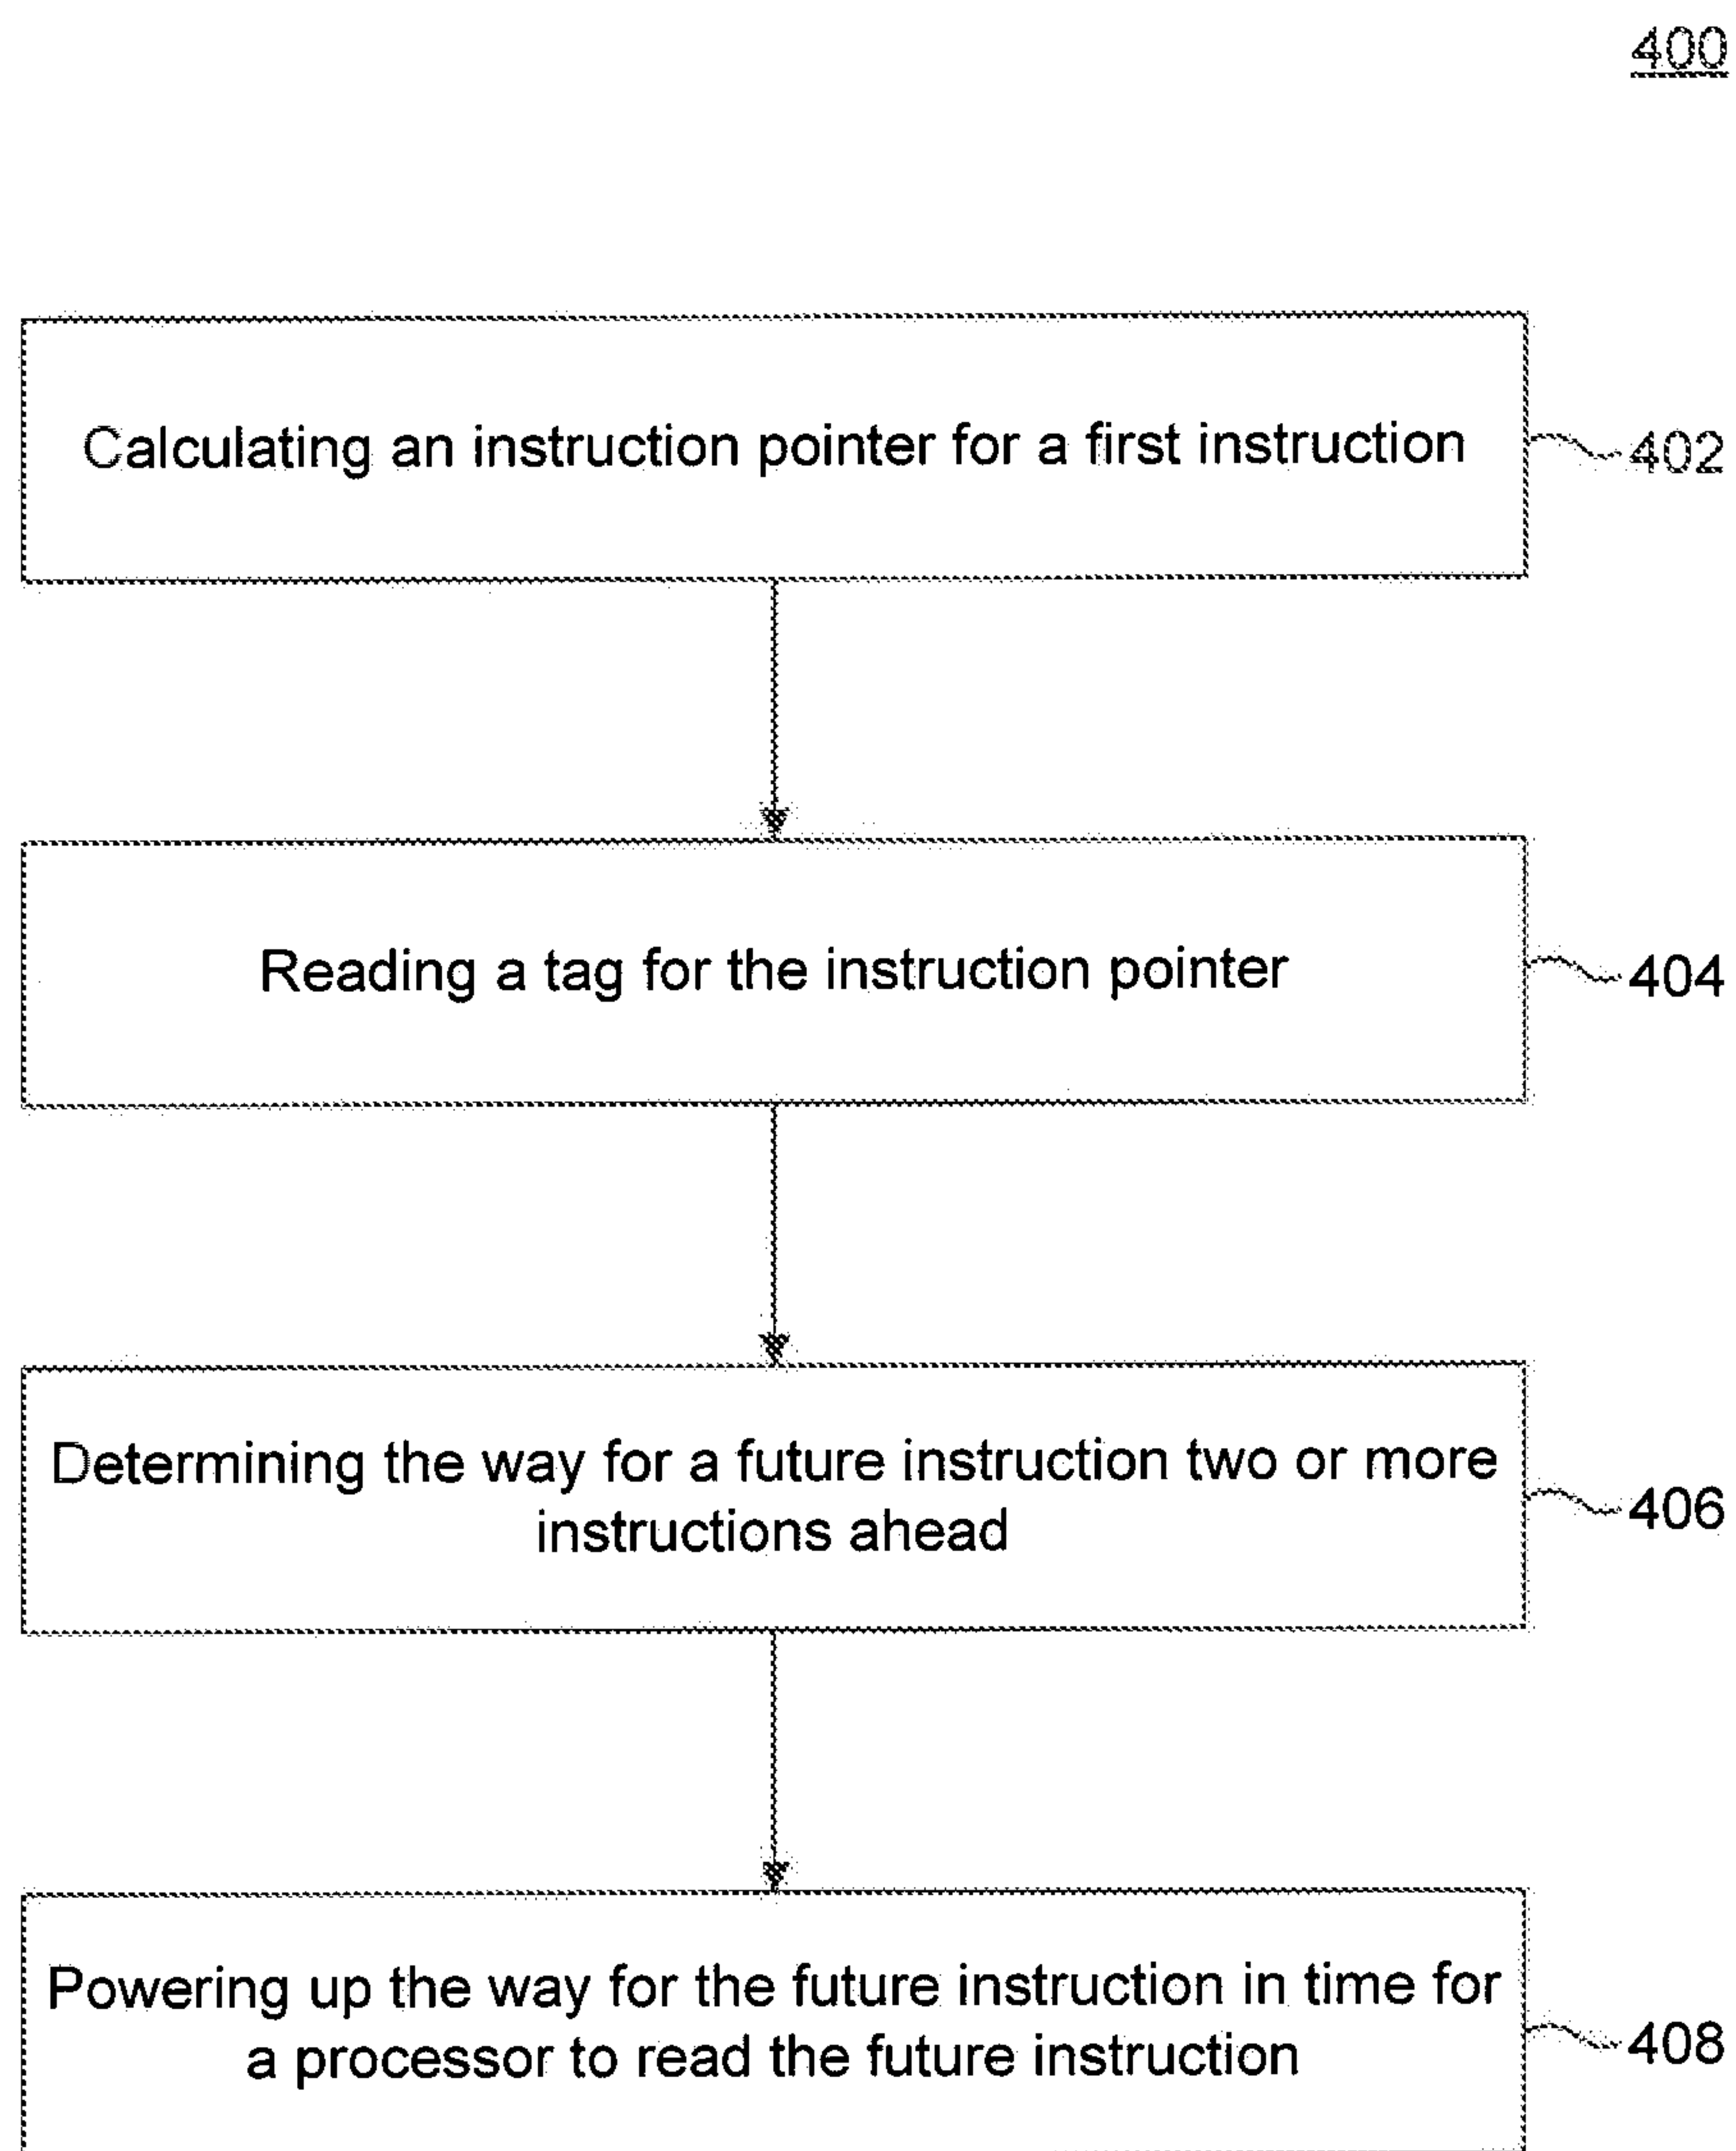 400
Calculating an instruction pointer for a first instruction
402
Reading a tag for the instruction pointer
404
Determining the way for a future instruction two or more
instructions ahead
406
Powering up the way for the future instruction in time for
a processor to read the future instruction
408